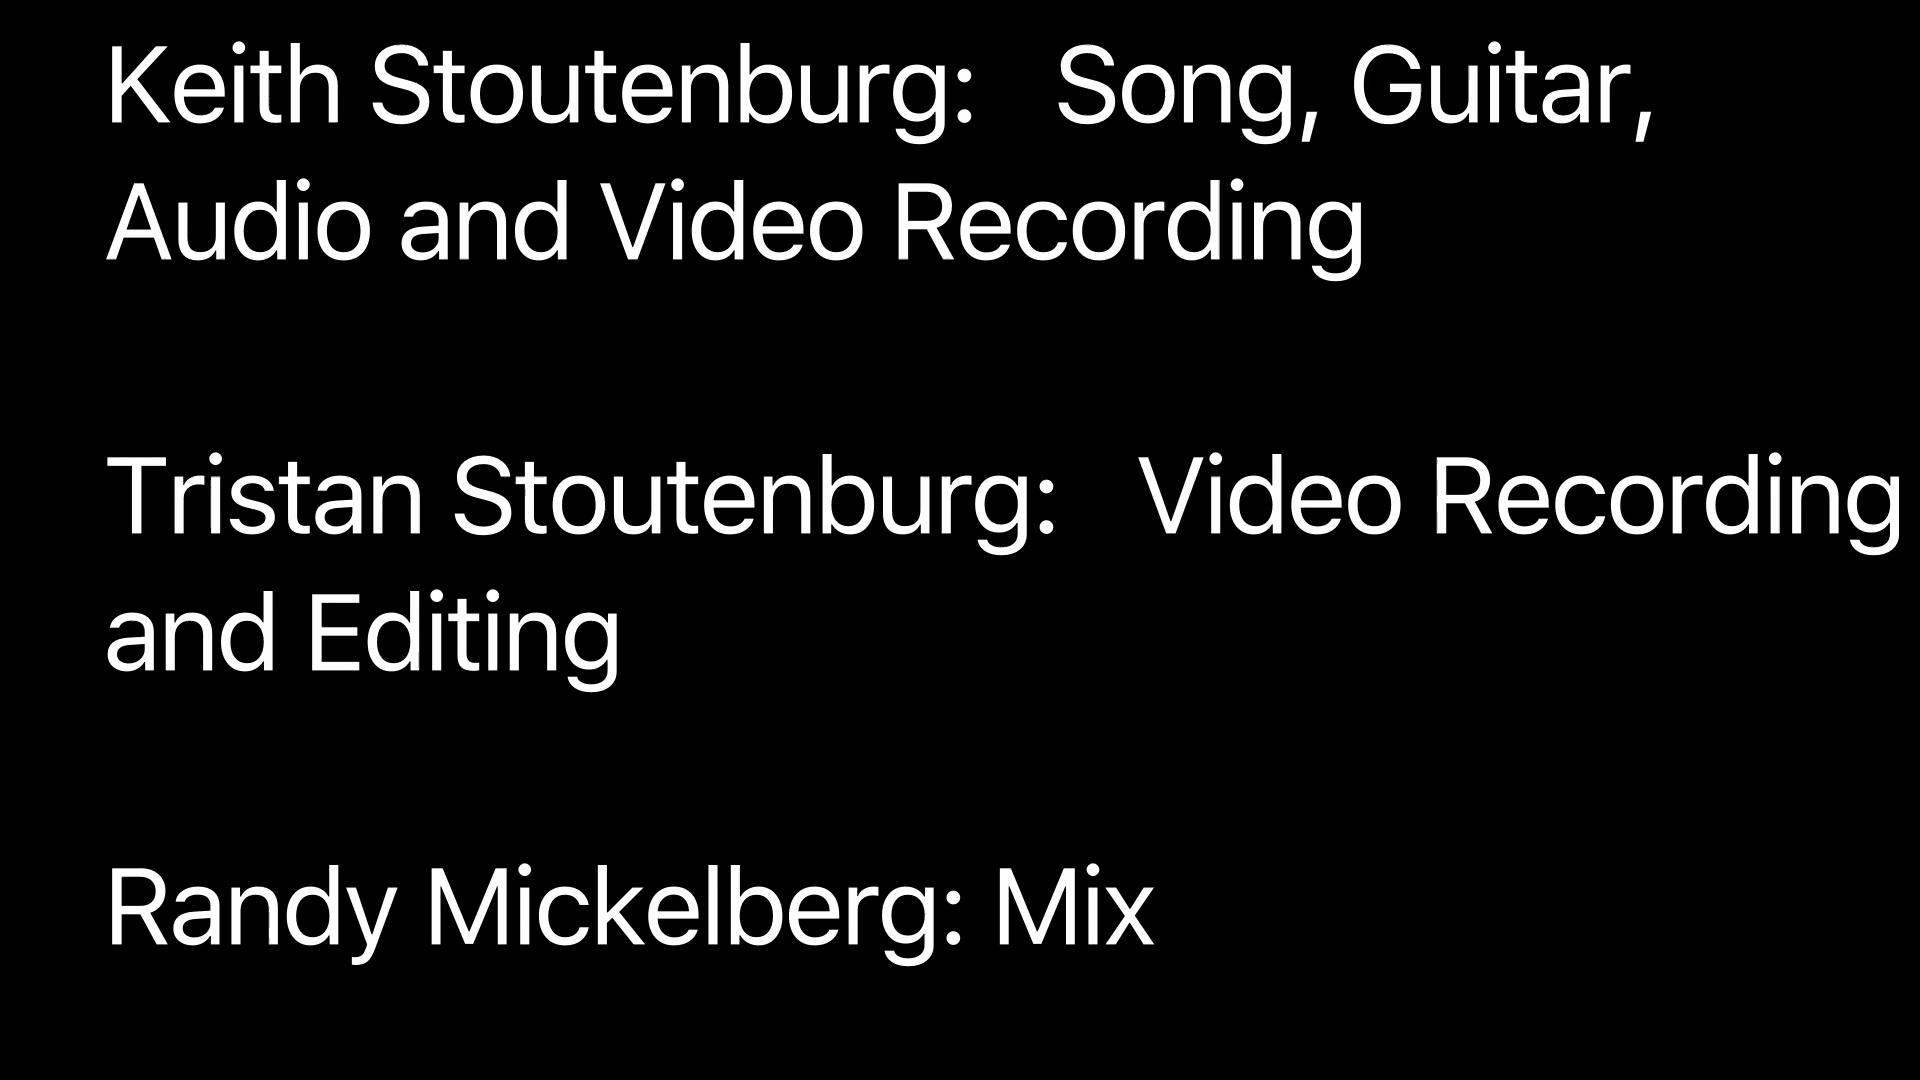 Keith Stoutenburg:   Song, Guitar,
Audio and Video Recording
Tristan Stoutenburg:   Video Recording
and Editing
Randy Mickelberg: Mix